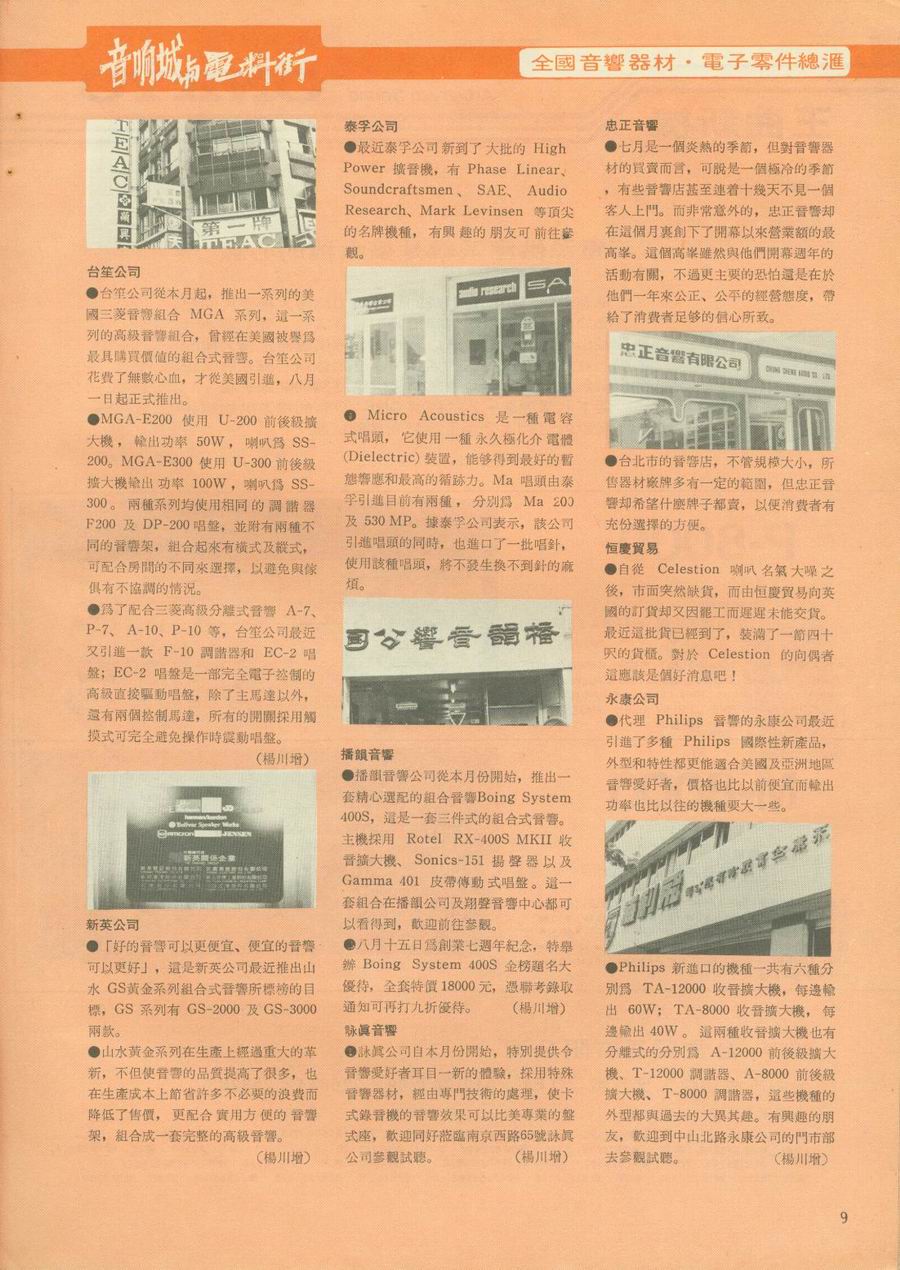 音响城與電料街
全國音響器材・電子零件總滙
TEAC
第一牌
TEAC
台笙公司
●台笙公司從本月起，推出一系列的美
國三菱音響組合 MGA 系列，這一系
列的高級音響組合，曾經在美國被譽爲
最具購買價値的組合式音響。台笙公司
花費了無數心血，才從美國引進，八月
一日起正式推出。
●MGA-E200 使用 U-200 前後級擴
大機，輸出功率 50W，喇叭爲 SS-
200。MGA-E300 使用 U-300 前後級
擴大機輸出功率 100W，喇叭爲 SS-
300。兩種系列均使用相同的調諧器
F200 及 DP-200 唱盤，並附有兩種不
同的音響架，組合起來有橫式及縱式，
可配合房間的不同來選擇，以避免與傢
俱有不協調的情況。
●爲了配合三菱高級分離式音響 A-7、
P-7、 A-10、P-10 等，台笙公司最近
又引進一款 F-10 調諧器和 EC-2 唱
盤；EC-2 唱盤是一部完全電子控制的
高級直接驅動唱盤，除了主馬達以外，
還有兩個控制馬達，所有的開關採用觸
摸式可完全避免操作時震動唱盤。
（楊川增）
harman/kardon
Bolivar Speaker Works
amcron JENSEN
新英關係企業
新英公司
●「好的音響可以更便宜、便宜的音響
可以更好」，這是新英公司最近推出山
水 GS黃金系列組合式音響所標榜的目
標，GS 系列有 GS-2000 及 GS-3000
兩款。
●山水黃金系列在生產上經過重大的革
新，不但使音響的品質提高了很多，也
在生產成本上節省許多不必要的浪費而
降低了售價，更配合實用方便的音響
架，組合成一套完整的高級音響。
（楊川增）
泰孚公司
●最近泰孚公司新到了大批的 High
Power 擴音機，有 Phase Linear、
Soundcraftsmen、 SAE、 Audio
Research、Mark Levinsen 等頂尖
的名牌機種，有興趣的朋友可前往參
觀。
audio research
SA
● Micro Acoustics 是一種電容
式唱頭，它使用一種永久極化介電體
(Dielectric) 裝置，能够得到最好的暫
態響應和最高的循跡力。Ma 唱頭由泰
孚引進目前有兩種，分別爲 Ma 200
及 530 MP。據泰孚公司表示，該公司
引進唱頭的同時，也進口了一批唱針，
使用該種唱頭，將不發生換不到針的麻
煩。
司公響音韻播
播韻音響
●播韻音響公司從本月份開始，推出一
套精心選配的組合音響Boing System
400S，這是一套三件式的組合式音響。
主機採用 Rotel RX-400S MKII 收
音擴大機、 Sonics-151 揚聲器以及
Gamma 401 皮帶傳動式唱盤。這一
套組合在播韻公司及翔聲音響中心都可
以看得到，歡迎前往參觀。
●八月十五日爲創業七週年紀念，特舉
辦 Boing System 400S 金榜題名大
優待，全套特價 18000 元，憑聯考錄取
通知可再打九折優待。 （楊川增）
詠眞音響
●詠眞公司自本月份開始，特別提供令
音響愛好者耳目一新的體驗，採用特殊
音響器材，經由專門技術的處理，使卡
式錄音機的音響效果可以比美專業的盤
式座，歡迎同好蒞臨南京西路65號詠眞
公司參觀試聽。 （楊川增）
忠正音響
●七月是一個炎熱的季節，但對音響器
材的買賣而言，可說是一個極冷的季節
，有些音響店甚至連着十幾天不見一個
客人上門。而非常意外的，忠正音響却
在這個月裏創下了開幕以來營業額的最
高峯。這個高峯雖然與他們開幕週年的
活動有關，不過更主要的恐怕還是在於
他們一年來公正、公平的經營態度，帶
給了消費者足够的信心所致。
忠正音響有限公司
CHUNG CHENG AUDIO CO., LTD.
●台北市的音響店，不管規模大小，所
售器材廠牌多有一定的範圍，但忠正音
響却希望什麼牌子都賣，以便消費者有
充份選擇的方便。
恒慶貿易
●自從 Celestion 喇叭名氣大噪之
後，市面突然缺貨，而由恒慶貿易向英
國的訂貨却又因罷工而遲遲未能交貨。
最近這批貨已經到了，裝滿了一節四十
呎的貨櫃。對於 Celestion 的向偶者
這應該是個好消息吧！
永康公司
●代理 Philips 音響的永康公司最近
引進了多種 Philips 國際性新產品，
外型和特性都更能適合美國及亞洲地區
音響愛好者，價格也比以前便宜而輸出
功率也比以往的機種要大一些。
●Philips 新進口的機種一共有六種分
別爲 TA-12000 收音擴大機，每邊輸
出 60W； TA-8000 收音擴大機， 每
邊輸出 40W 。 這兩種收音擴大機也有
分離式的分別爲 A-12000 前後級擴大
機、T-12000 調諧器、A-8000 前後級
擴大機、 T-8000 調諧器，這些機種的
外型都與過去的大異其趣。有興趣的朋
友，歡迎到中山北路永康公司的門市部
去參觀試聽。 （楊川增）
9